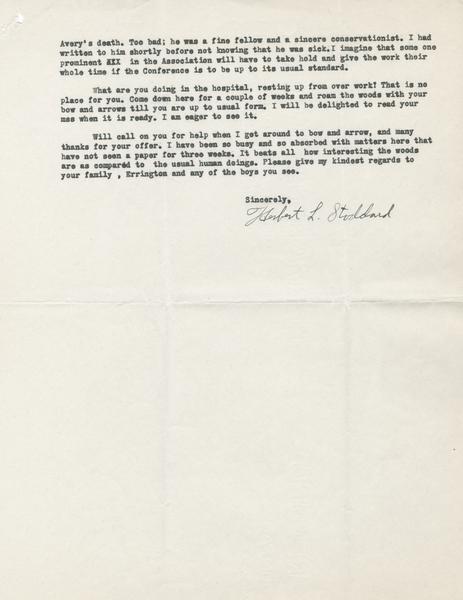 Avery's death. Too bad; he was a fine fellow and a sincere conservationist. I had
written to him shortly before not knowing that he was sick.I imagine that some one
prominent XXX in the Association will have to take hold and give the work their
whole time if the Conference is to be up to its usual standard.
What are you doing in the hospital, resting up from over work? That is no
place for you. Come down here for a couple of weeks and roam the woods with your
bow and arrows till you are up to usual form. I will be delighted to read your
mss when it is ready. I am eager to see it.
Will call on you for help when I get around to bow and arrow, and many
thanks for your offer. I have been so busy and so absorbed with matters here that
have not seen a paper for three weeks. It beats all how interesting the woods
are as compared to the usual human doings. Please give my kindest regards to
your family , Errington and any of the boys you see.
Sincerely,
Herbert L. Stoddard